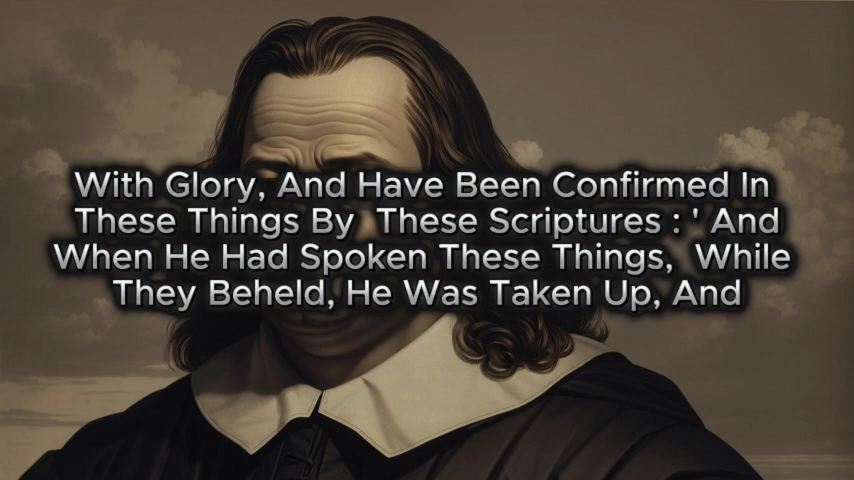 With Glory, And Have Been Confirmed In
These Things By  These Scriptures : ' And
When He Had Spoken These Things,  While
They Beheld, He Was Taken Up, And